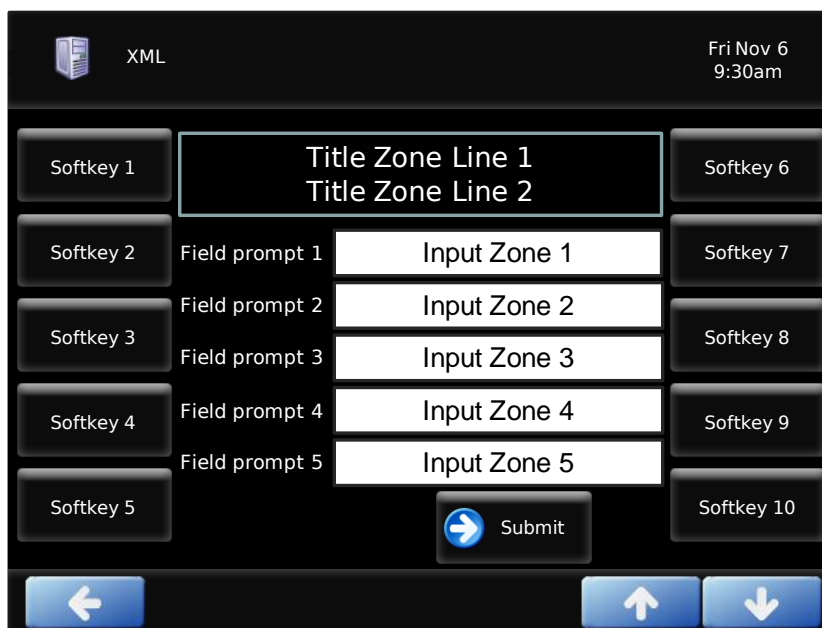 XML
Fri Nov 6
9:30am
Softkey 1
Title Zone Line 1
Title Zone Line 2
Softkey 6
Softkey 2
Field prompt 1
Input Zone 1
Softkey 7
Field prompt 2
Input Zone 2
Softkey 3
Field prompt 3
Input Zone 3
Softkey 8
Softkey 4
Field prompt 4
Input Zone 4
Softkey 9
Field prompt 5
Input Zone 5
Softkey 5
Submit
Softkey 10